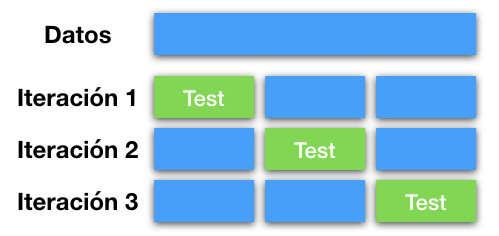 Datos
Iteración 1 Test
Iteración 2 Test
Iteración 3 Test